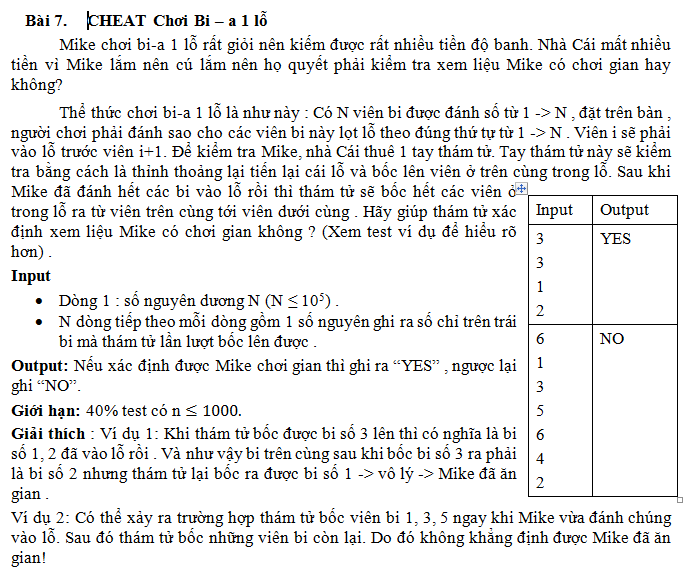 Bài 7. CHEAT Chơi Bi – a 1 lỗ
Mike chơi bi-a 1 lỗ rất giỏi nên kiếm được rất nhiều tiền độ banh. Nhà Cái mất nhiều
tiền vì Mike lắm nên cú lắm nên họ quyết phải kiểm tra xem liệu Mike có chơi gian hay
không?
Thể thức chơi bi-a 1 lỗ là như này : Có N viên bi được đánh số từ 1 -> N , đặt trên bàn ,
người chơi phải đánh sao cho các viên bi này lọt lỗ theo đúng thứ tự từ 1 -> N . Viên i sẽ phải
vào lỗ trước viên i+1. Để kiểm tra Mike, nhà Cái thuê 1 tay thám tử. Tay thám tử này sẽ kiểm
tra bằng cách là thỉnh thoảng lại tiến lại cái lỗ và bốc lên viên ở trên cùng trong lỗ. Sau khi
Mike đã đánh hết các bi vào lỗ rồi thì thám tử sẽ bốc hết các viên ở
trong lỗ ra từ viên trên cùng tới viên dưới cùng . Hãy giúp thám tử xác
định xem liệu Mike có chơi gian không ? (Xem test ví dụ để hiểu rõ
hơn) .
Input
• Dòng 1 : số nguyên dương N (N ≤ 10⁵) .
• N dòng tiếp theo mỗi dòng gồm 1 số nguyên ghi ra số chỉ trên trái
bi mà thám tử lần lượt bốc lên được .
Output: Nếu xác định được Mike chơi gian thì ghi ra “YES” , ngược lại
ghi “NO”.
Giới hạn: 40% test có n ≤ 1000.
Giải thích : Ví dụ 1: Khi thám tử bốc được bi số 3 lên thì có nghĩa là bi
số 1, 2 đã vào lỗ rồi . Và như vậy bi trên cùng sau khi bốc bi số 3 ra phải
là bi số 2 nhưng thám tử lại bốc ra được bi số 1 -> vô lý -> Mike đã ăn
gian .
Ví dụ 2: Có thể xảy ra trường hợp thám tử bốc viên bi 1, 3, 5 ngay khi Mike vừa đánh chúng
vào lỗ. Sau đó thám tử bốc những viên bi còn lại. Do đó không khẳng định được Mike đã ăn
gian!
Input Output
3 YES
3
1
2
6 NO
1
3
5
6
4
2